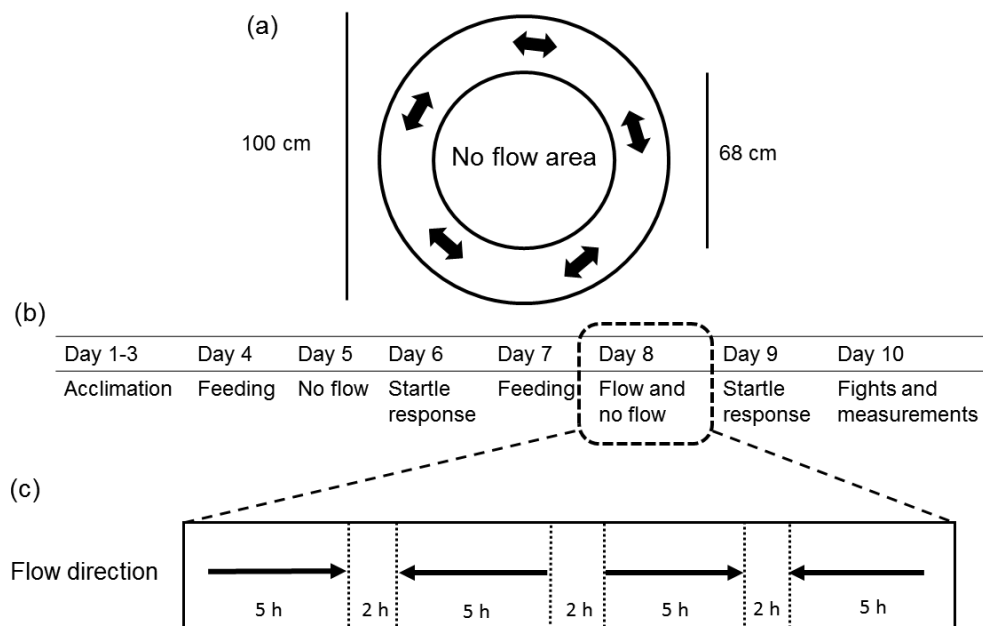 (a)
100 cm
No flow area
68 cm
(b)
Day 1-3 Day 4 Day 5 Day 6 Day 7 Day 8 Day 9 Day 10
Acclimation Feeding No flow Startle Feeding Flow and Startle Fights and
response no flow response measurements
(c)
Flow direction
5 h 2 h 5 h 2 h 5 h 2 h 5 h